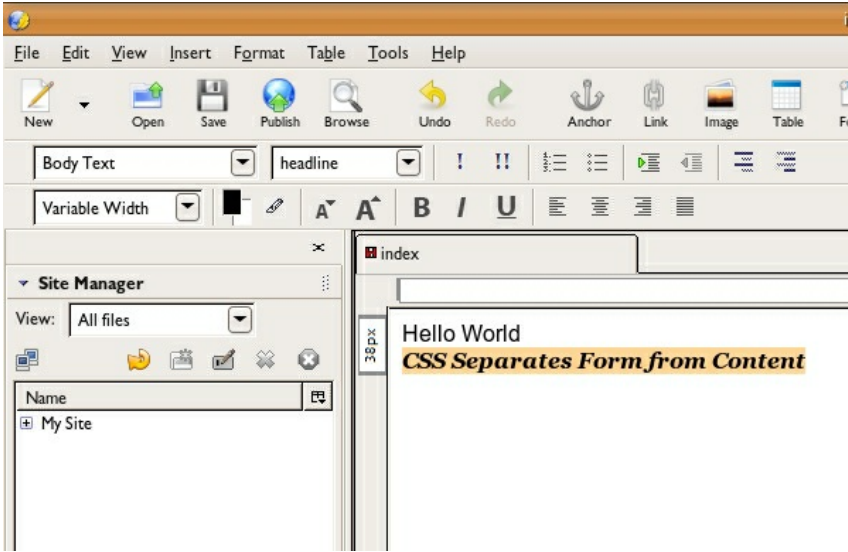 File Edit View Insert Format Table Tools Help
New Open Save Publish Browse Undo Redo Anchor Link Image Table
Body Text headline ! !!
Variable Width A A B I U
index
Site Manager
View: All files
38px
Hello World
CSS Separates Form from Content
Name
My Site